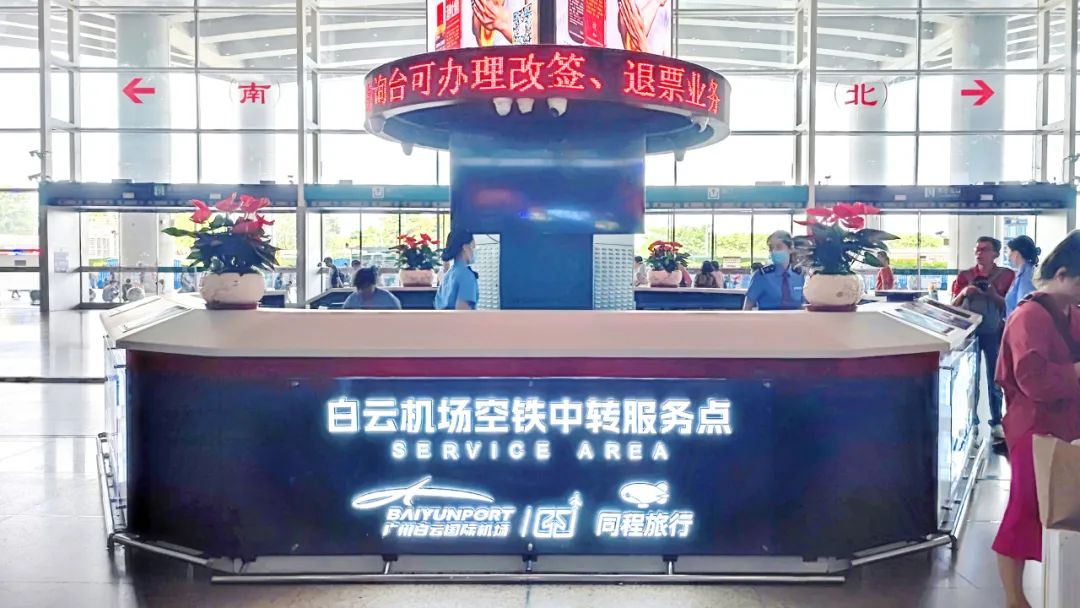 询台可办理改签、退票业务
南
北
白云机场空铁中转服务点
SERVICE AREA
BAIYUNPORT
广州白云国际机场
同程旅行